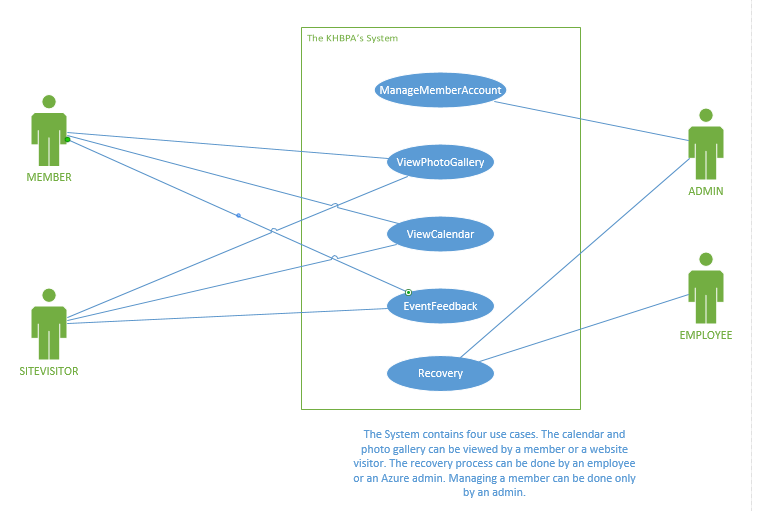 The KHBPA's System
ManageMemberAccount
MEMBER
ViewPhotoGallery
ADMIN
ViewCalendar
EventFeedback
EMPLOYEE
SITEVISITOR
Recovery
The System contains four use cases. The calendar and
photo gallery can be viewed by a member or a website
visitor. The recovery process can be done by an employee
or an Azure admin. Managing a member can be done only
by an admin.